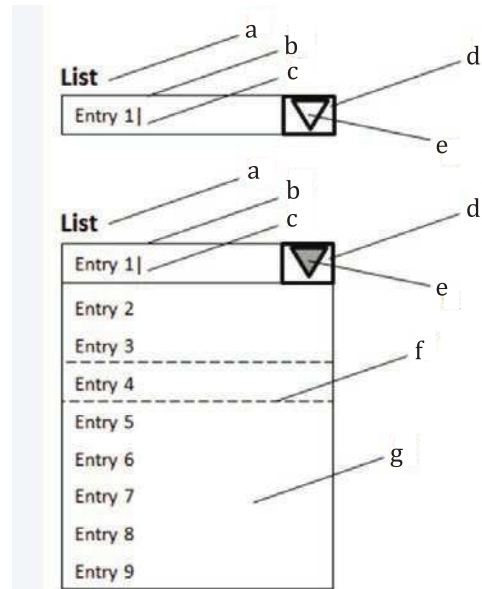 a
b
List
c
d
Entry 1|
e
a
b
List
c
d
Entry 1|
e
Entry 2
Entry 3
f
Entry 4
Entry 5
g
Entry 6
Entry 7
Entry 8
Entry 9